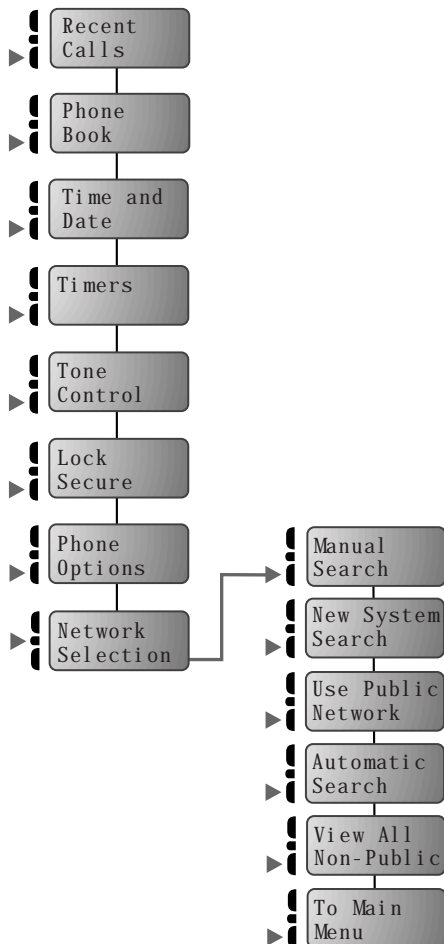 Recent
Calls
Phone
Book
Time and
Date
Timers
Tone
Control
Lock
Secure
Phone
Options
Network
Selection
Manual
Search
New System
Search
Use Public
Network
Automatic
Search
View All
Non-Public
To Main
Menu